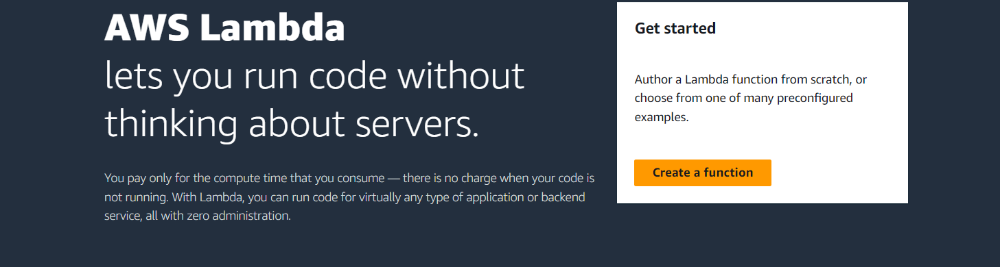 AWS Lambda
lets you run code without
thinking about servers.
You pay only for the compute time that you consume — there is no charge when your code is
not running. With Lambda, you can run code for virtually any type of application or backend
service, all with zero administration.
Get started
Author a Lambda function from scratch, or
choose from one of many preconfigured
examples.
Create a function